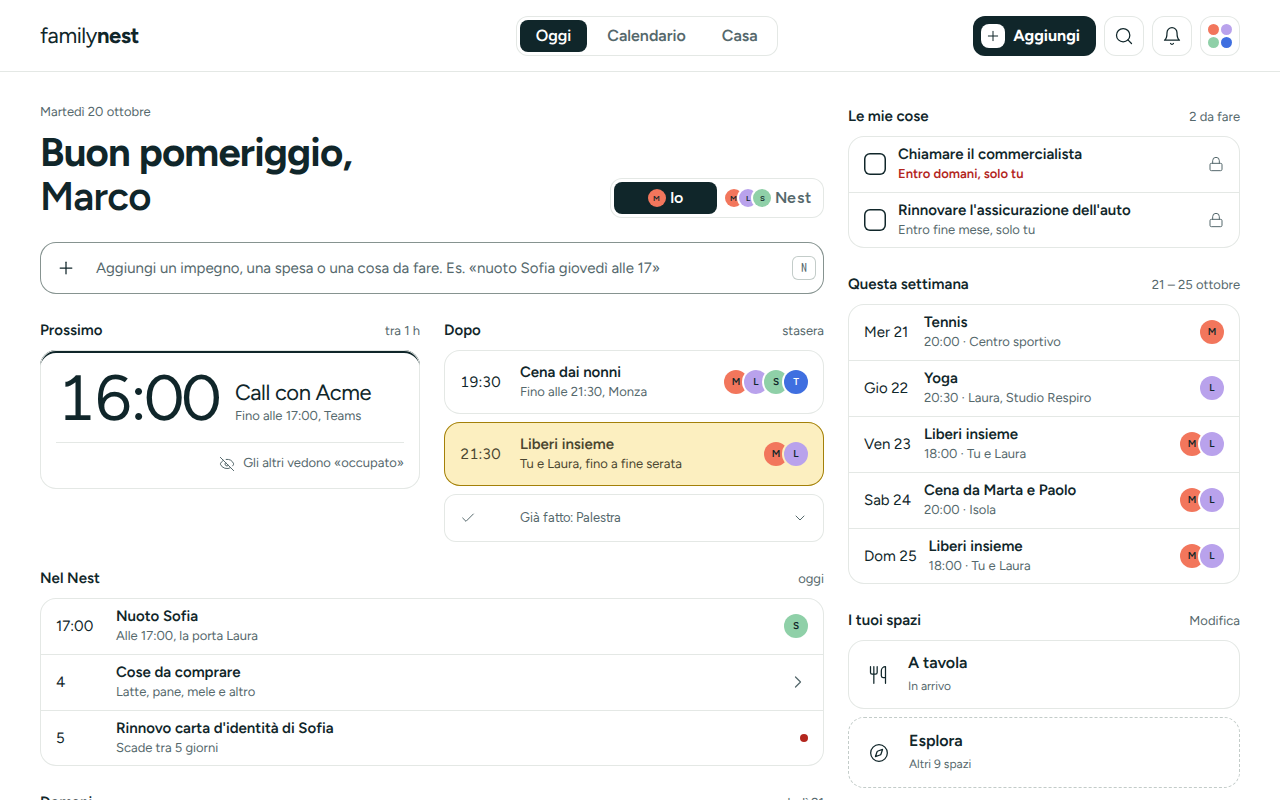 familynest
Oggi
Calendario
Casa
Aggiungi
Martedì 20 ottobre
Buon pomeriggio,
Marco
M Io
M L S Nest
Aggiungi un impegno, una spesa o una cosa da fare. Es. «nuoto Sofia giovedì alle 17»
N
Prossimo
tra 1 h
16:00
Call con Acme
Fino alle 17:00, Teams
Gli altri vedono «occupato»
Dopo
stasera
19:30
Cena dai nonni
Fino alle 21:30, Monza
M L S T
21:30
Liberi insieme
Tu e Laura, fino a fine serata
M L
Già fatto: Palestra
Nel Nest
oggi
17:00
Nuoto Sofia
Alle 17:00, la porta Laura
S
4
Cose da comprare
Latte, pane, mele e altro
5
Rinnovo carta d'identità di Sofia
Scade tra 5 giorni
Le mie cose
2 da fare
Chiamare il commercialista
Entro domani, solo tu
Rinnovare l'assicurazione dell'auto
Entro fine mese, solo tu
Questa settimana
21 – 25 ottobre
Mer 21
Tennis
20:00 · Centro sportivo
M
Gio 22
Yoga
20:30 · Laura, Studio Respiro
L
Ven 23
Liberi insieme
18:00 · Tu e Laura
M L
Sab 24
Cena da Marta e Paolo
20:00 · Isola
M L
Dom 25
Liberi insieme
18:00 · Tu e Laura
M L
I tuoi spazi
Modifica
A tavola
In arrivo
Esplora
Altri 9 spazi